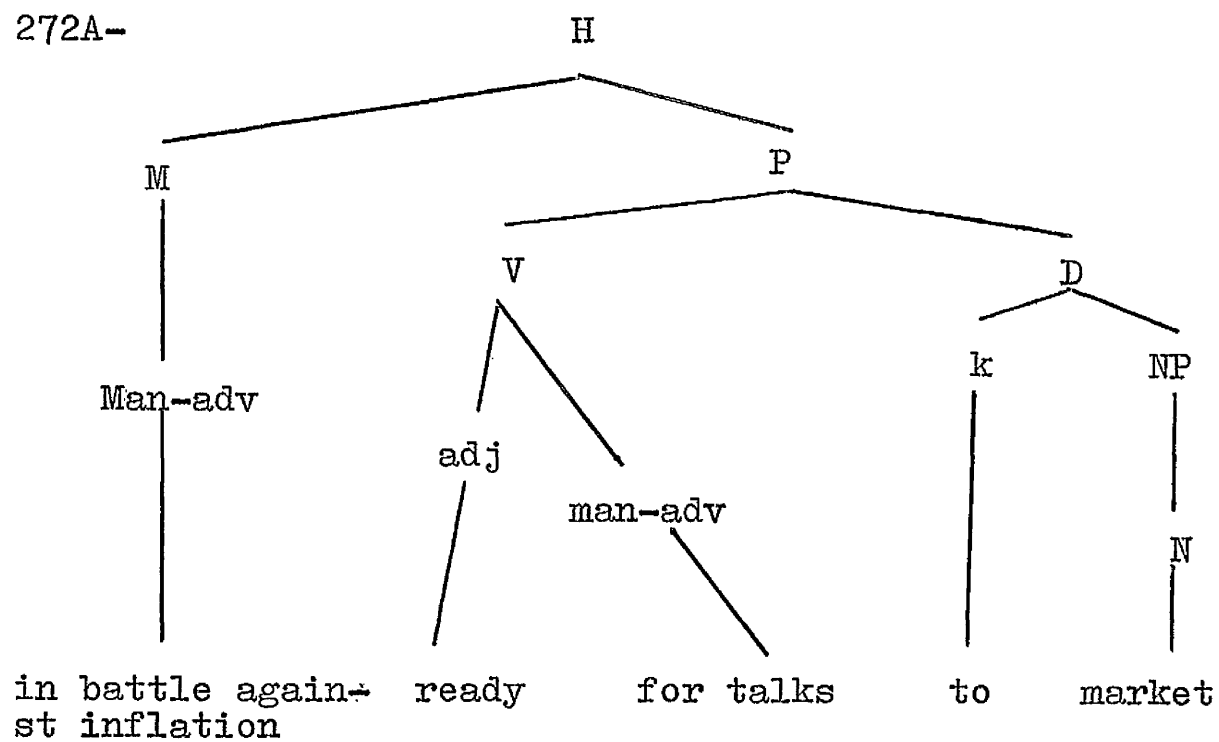 272A- H
M P
V D
k NP
Man-adv
adj
man-adv
N
in battle again- ready for talks to market
st inflation